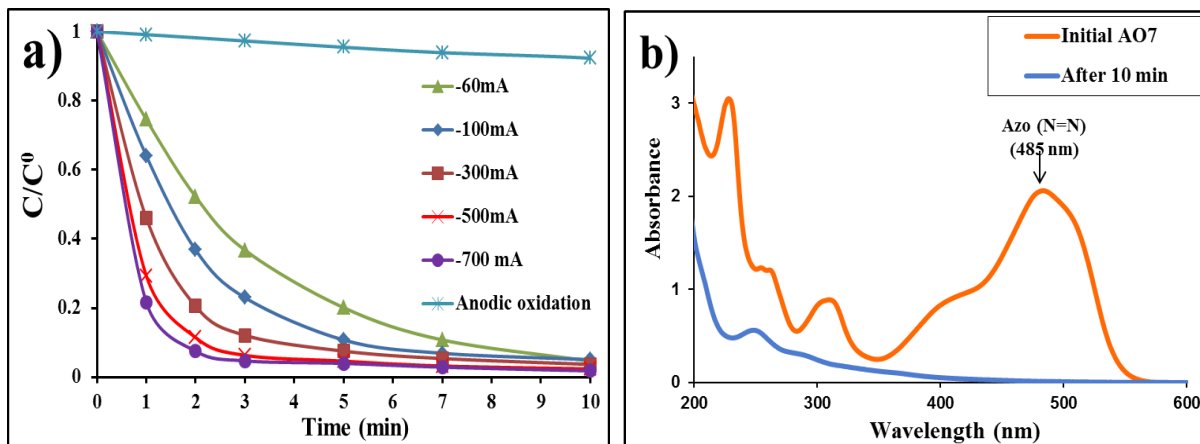 a)
C/C⁰
1
0.8
0.6
0.4
0.2
0
0 1 2 3 4 5 6 7 8 9 10
Time (min)
-60mA
-100mA
-300mA
-500mA
-700 mA
Anodic oxidation
b)
Initial AO7
After 10 min
Azo (N=N)
(485 nm)
Absorbance
3
2
1
0
200 300 400 500 600
Wavelength (nm)